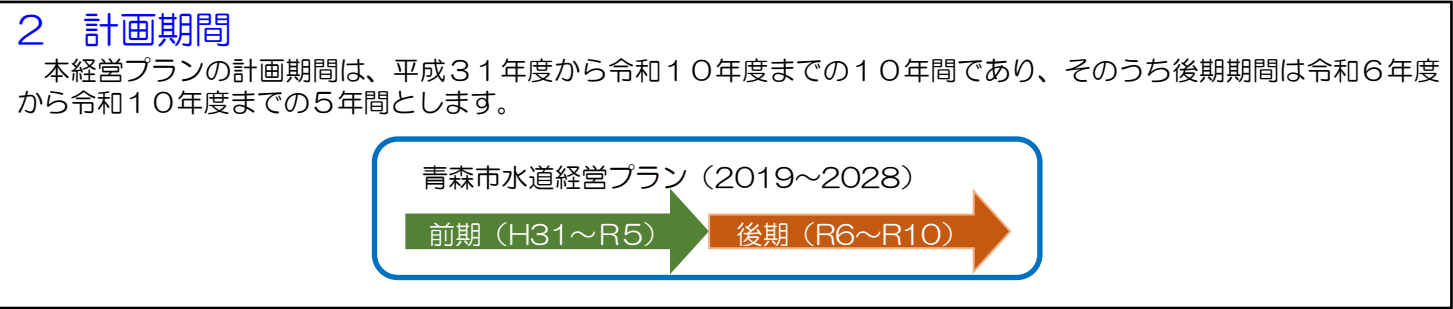 ２　計画期間
　本経営プランの計画期間は、平成３１年度から令和１０年度までの１０年間であり、そのうち後期期間は令和６年度
から令和１０年度までの５年間とします。
青森市水道経営プラン（2019～2028）
前期（H31～R５）　後期（R6～R10）